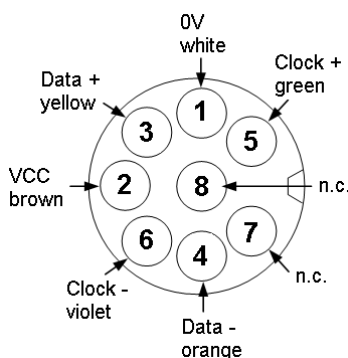 0V
white
Clock +
green
Data +
yellow
1
3
5
VCC
brown
2
8
n.c.
6
7
4
n.c.
Clock -
violet
Data -
orange